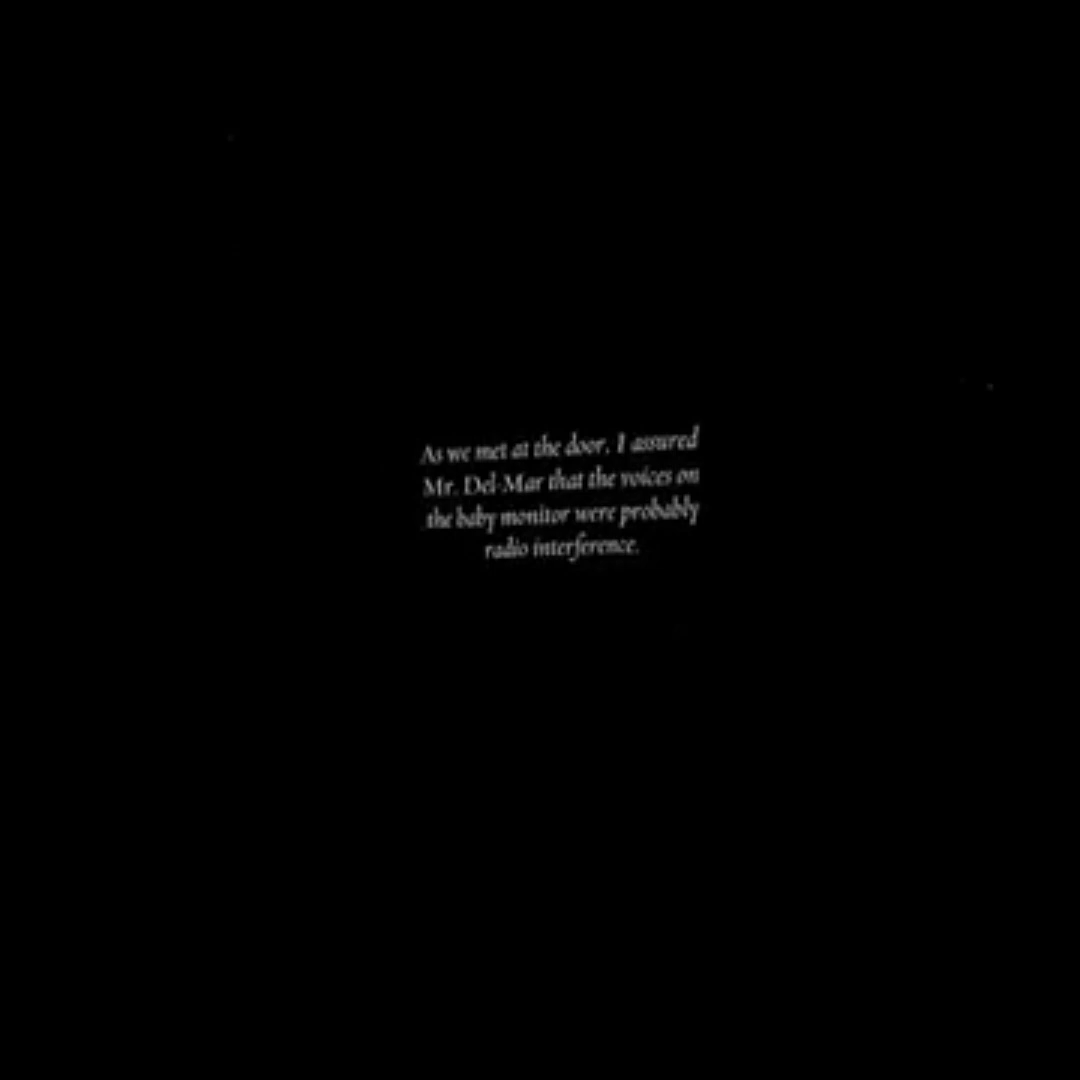 As we met at the door, I assured
Mr. Del-Mar that the voices on
the baby monitor were probably
radio interference.